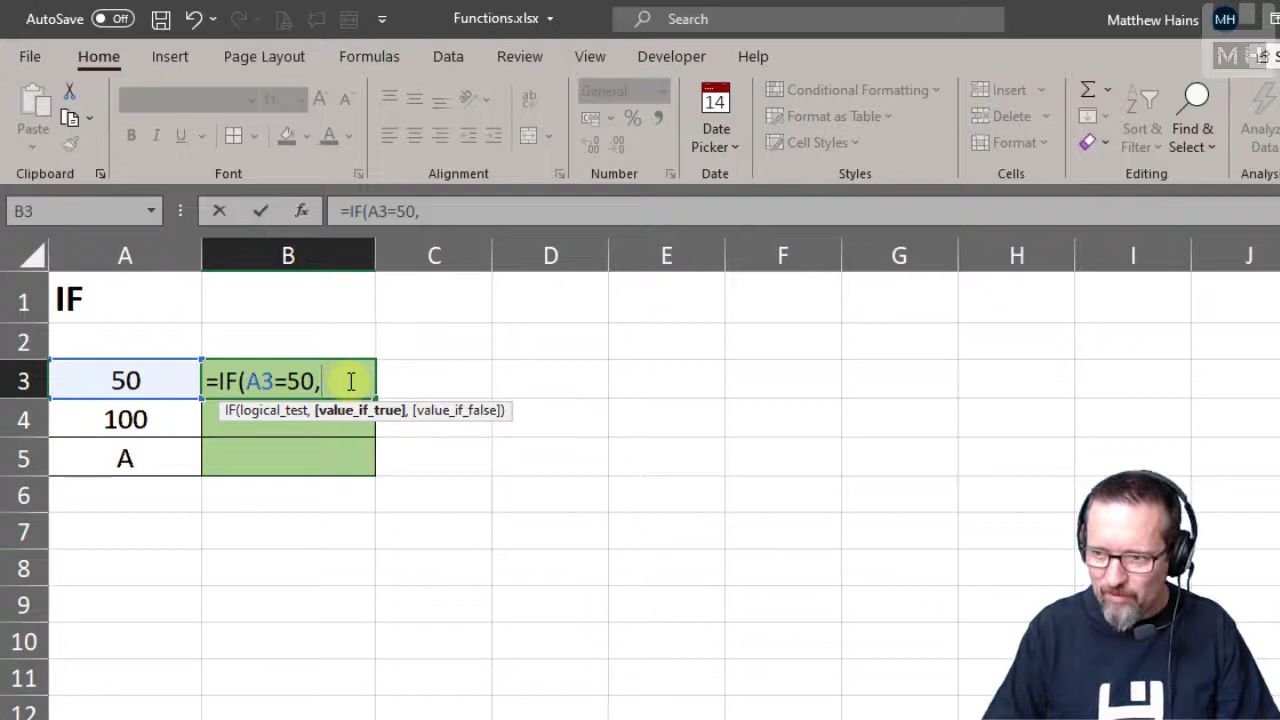 AutoSave Off Functions.xlsx Search Matthew Hains MH
File Home Insert Page Layout Formulas Data Review View Developer Help
General Conditional Formatting Insert
Paste B I U Format as Table Delete
14 Date Picker Cell Styles Format Sort & Filter Find & Select
Clipboard Font Alignment Number Date Styles Cells Editing
B3 fx =IF(A3=50,
A B C D E F G H I J
1 IF
2
3 50 =IF(A3=50,
IF(logical_test, [value_if_true], [value_if_false])
4 100
5 A
6
7
8
9
10
11
12